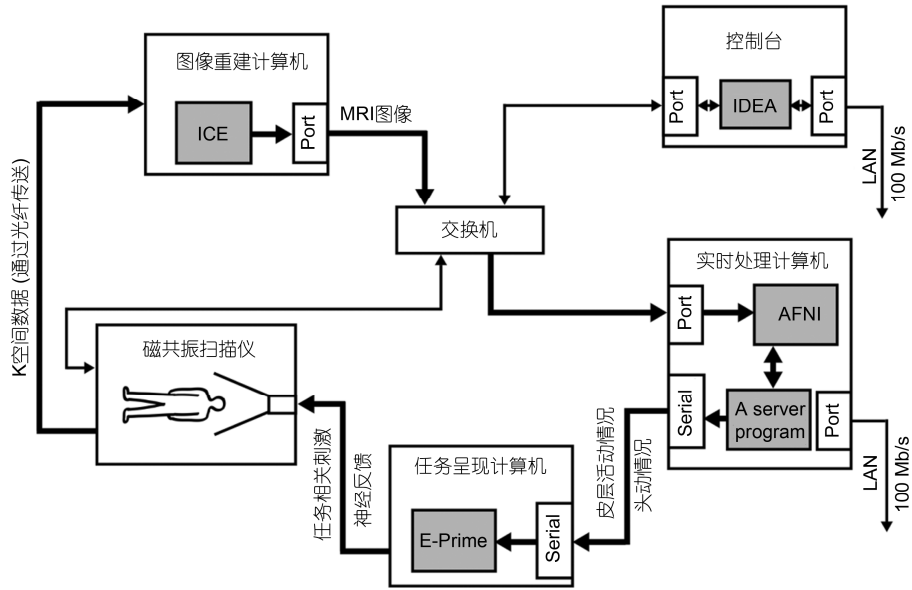 图像重建计算机
ICE
Port
MRI图像
控制台
Port
IDEA
Port
LAN
100 Mb/s
K空间数据 (通过光纤传送)
交换机
实时处理计算机
Port
AFNI
Serial
A server
program
Port
LAN
100 Mb/s
磁共振扫描仪
任务相关刺激
神经反馈
任务呈现计算机
E-Prime
Serial
皮层活动情况
头动情况